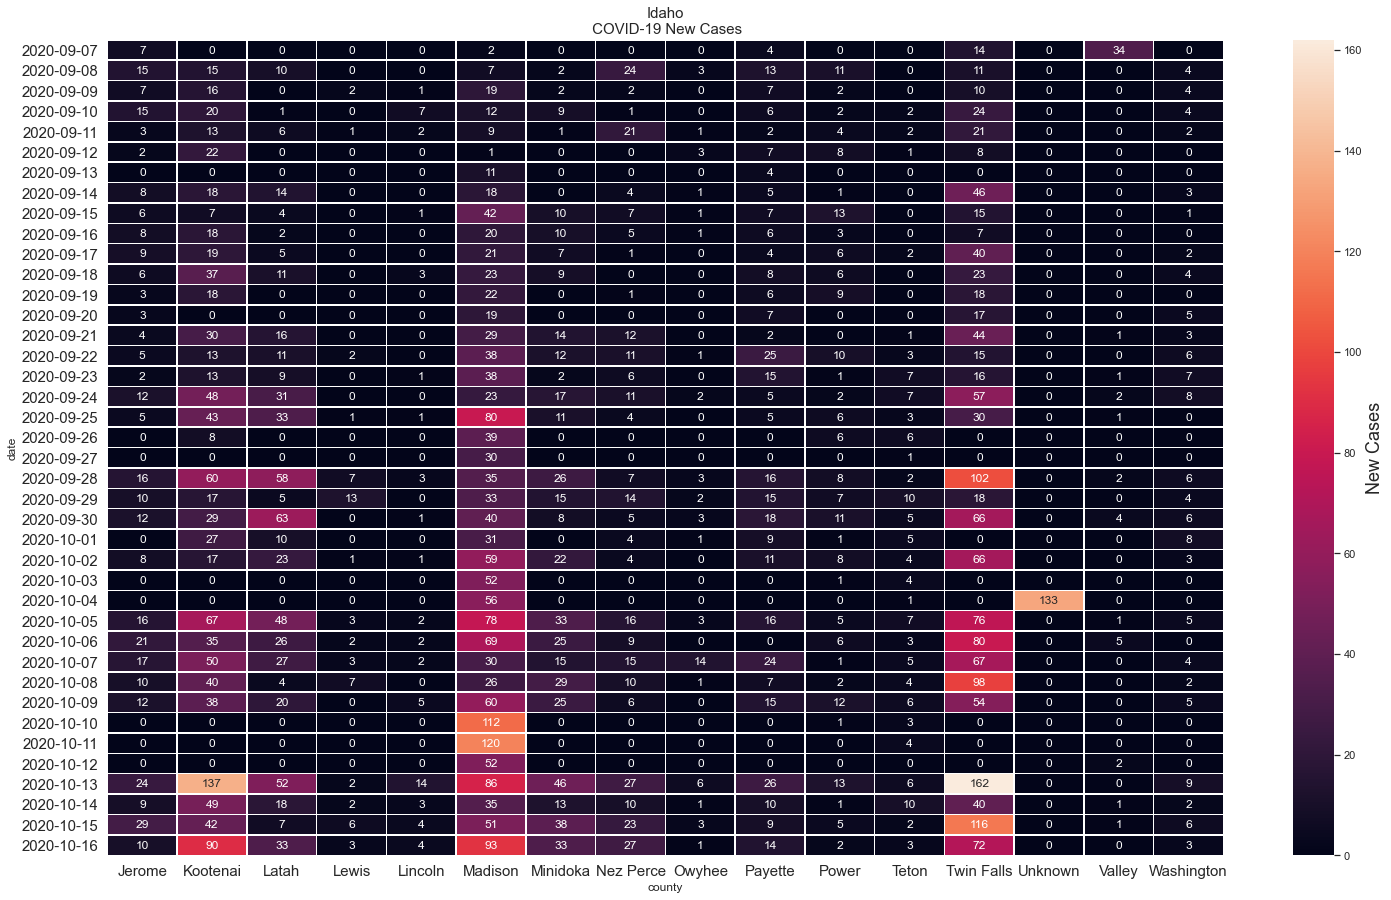 Idaho
COVID-19 New Cases
2020-09-07 7 0 0 0 0 2 0 0 0 4 0 0 14 0 34 0
2020-09-08 15 15 10 0 0 7 2 24 3 13 11 0 11 0 0 4
2020-09-09 7 16 0 2 1 19 2 2 0 7 2 0 10 0 0 4
2020-09-10 15 20 1 0 7 12 9 1 0 6 2 2 24 0 0 4
2020-09-11 3 13 6 1 2 9 1 21 1 2 4 2 21 0 0 2
2020-09-12 2 22 0 0 0 1 0 0 3 7 8 1 8 0 0 0
2020-09-13 0 0 0 0 0 11 0 0 0 4 0 0 0 0 0 0
2020-09-14 8 18 14 0 0 18 0 4 1 5 1 0 46 0 0 3
2020-09-15 6 7 4 0 1 42 10 7 1 7 13 0 15 0 0 1
2020-09-16 8 18 2 0 0 20 10 5 1 6 3 0 7 0 0 0
2020-09-17 9 19 5 0 0 21 7 1 0 4 6 2 40 0 0 2
2020-09-18 6 37 11 0 3 23 9 0 0 8 6 0 23 0 0 4
2020-09-19 3 18 0 0 0 22 0 1 0 6 9 0 18 0 0 0
2020-09-20 3 0 0 0 0 19 0 0 0 7 0 0 17 0 0 5
2020-09-21 4 30 16 0 0 29 14 12 0 2 0 1 44 0 1 3
2020-09-22 5 13 11 2 0 38 12 11 1 25 10 3 15 0 0 6
2020-09-23 2 13 9 0 1 38 2 6 0 15 1 7 16 0 1 7
2020-09-24 12 48 31 0 0 23 17 11 2 5 2 7 57 0 2 8
2020-09-25 5 43 33 1 1 80 11 4 0 5 6 3 30 0 1 0
2020-09-26 0 8 0 0 0 39 0 0 0 0 6 6 0 0 0 0
2020-09-27 0 0 0 0 0 30 0 0 0 0 0 1 0 0 0 0
2020-09-28 16 60 58 7 3 35 26 7 3 16 8 2 102 0 2 6
2020-09-29 10 17 5 13 0 33 15 14 2 15 7 10 18 0 0 4
2020-09-30 12 29 63 0 1 40 8 5 3 18 11 5 66 0 4 6
2020-10-01 0 27 10 0 0 31 0 4 1 9 1 5 0 0 0 8
2020-10-02 8 17 23 1 1 59 22 4 0 11 8 4 66 0 0 3
2020-10-03 0 0 0 0 0 52 0 0 0 0 1 4 0 0 0 0
2020-10-04 0 0 0 0 0 56 0 0 0 0 0 1 0 133 0 0
2020-10-05 16 67 48 3 2 78 33 16 3 16 5 7 76 0 1 5
2020-10-06 21 35 26 2 2 69 25 9 0 0 6 3 80 0 5 0
2020-10-07 17 50 27 3 2 30 15 15 14 24 1 5 67 0 0 4
2020-10-08 10 40 4 7 0 26 29 10 1 7 2 4 98 0 0 2
2020-10-09 12 38 20 0 5 60 25 6 0 15 12 6 54 0 0 5
2020-10-10 0 0 0 0 0 112 0 0 0 0 1 3 0 0 0 0
2020-10-11 0 0 0 0 0 120 0 0 0 0 0 4 0 0 0 0
2020-10-12 0 0 0 0 0 52 0 0 0 0 0 0 0 0 2 0
2020-10-13 24 137 52 2 14 86 46 27 6 26 13 6 162 0 0 9
2020-10-14 9 49 18 2 3 35 13 10 1 10 1 10 40 0 1 2
2020-10-15 29 42 7 6 4 51 38 23 3 9 5 2 116 0 1 6
2020-10-16 10 90 33 3 4 93 33 27 1 14 2 3 72 0 0 3
Jerome Kootenai Latah Lewis Lincoln Madison Minidoka Nez Perce Owyhee Payette Power Teton Twin Falls Unknown Valley Washington
county
date
160
140
120
100
80
60
40
20
0
New Cases